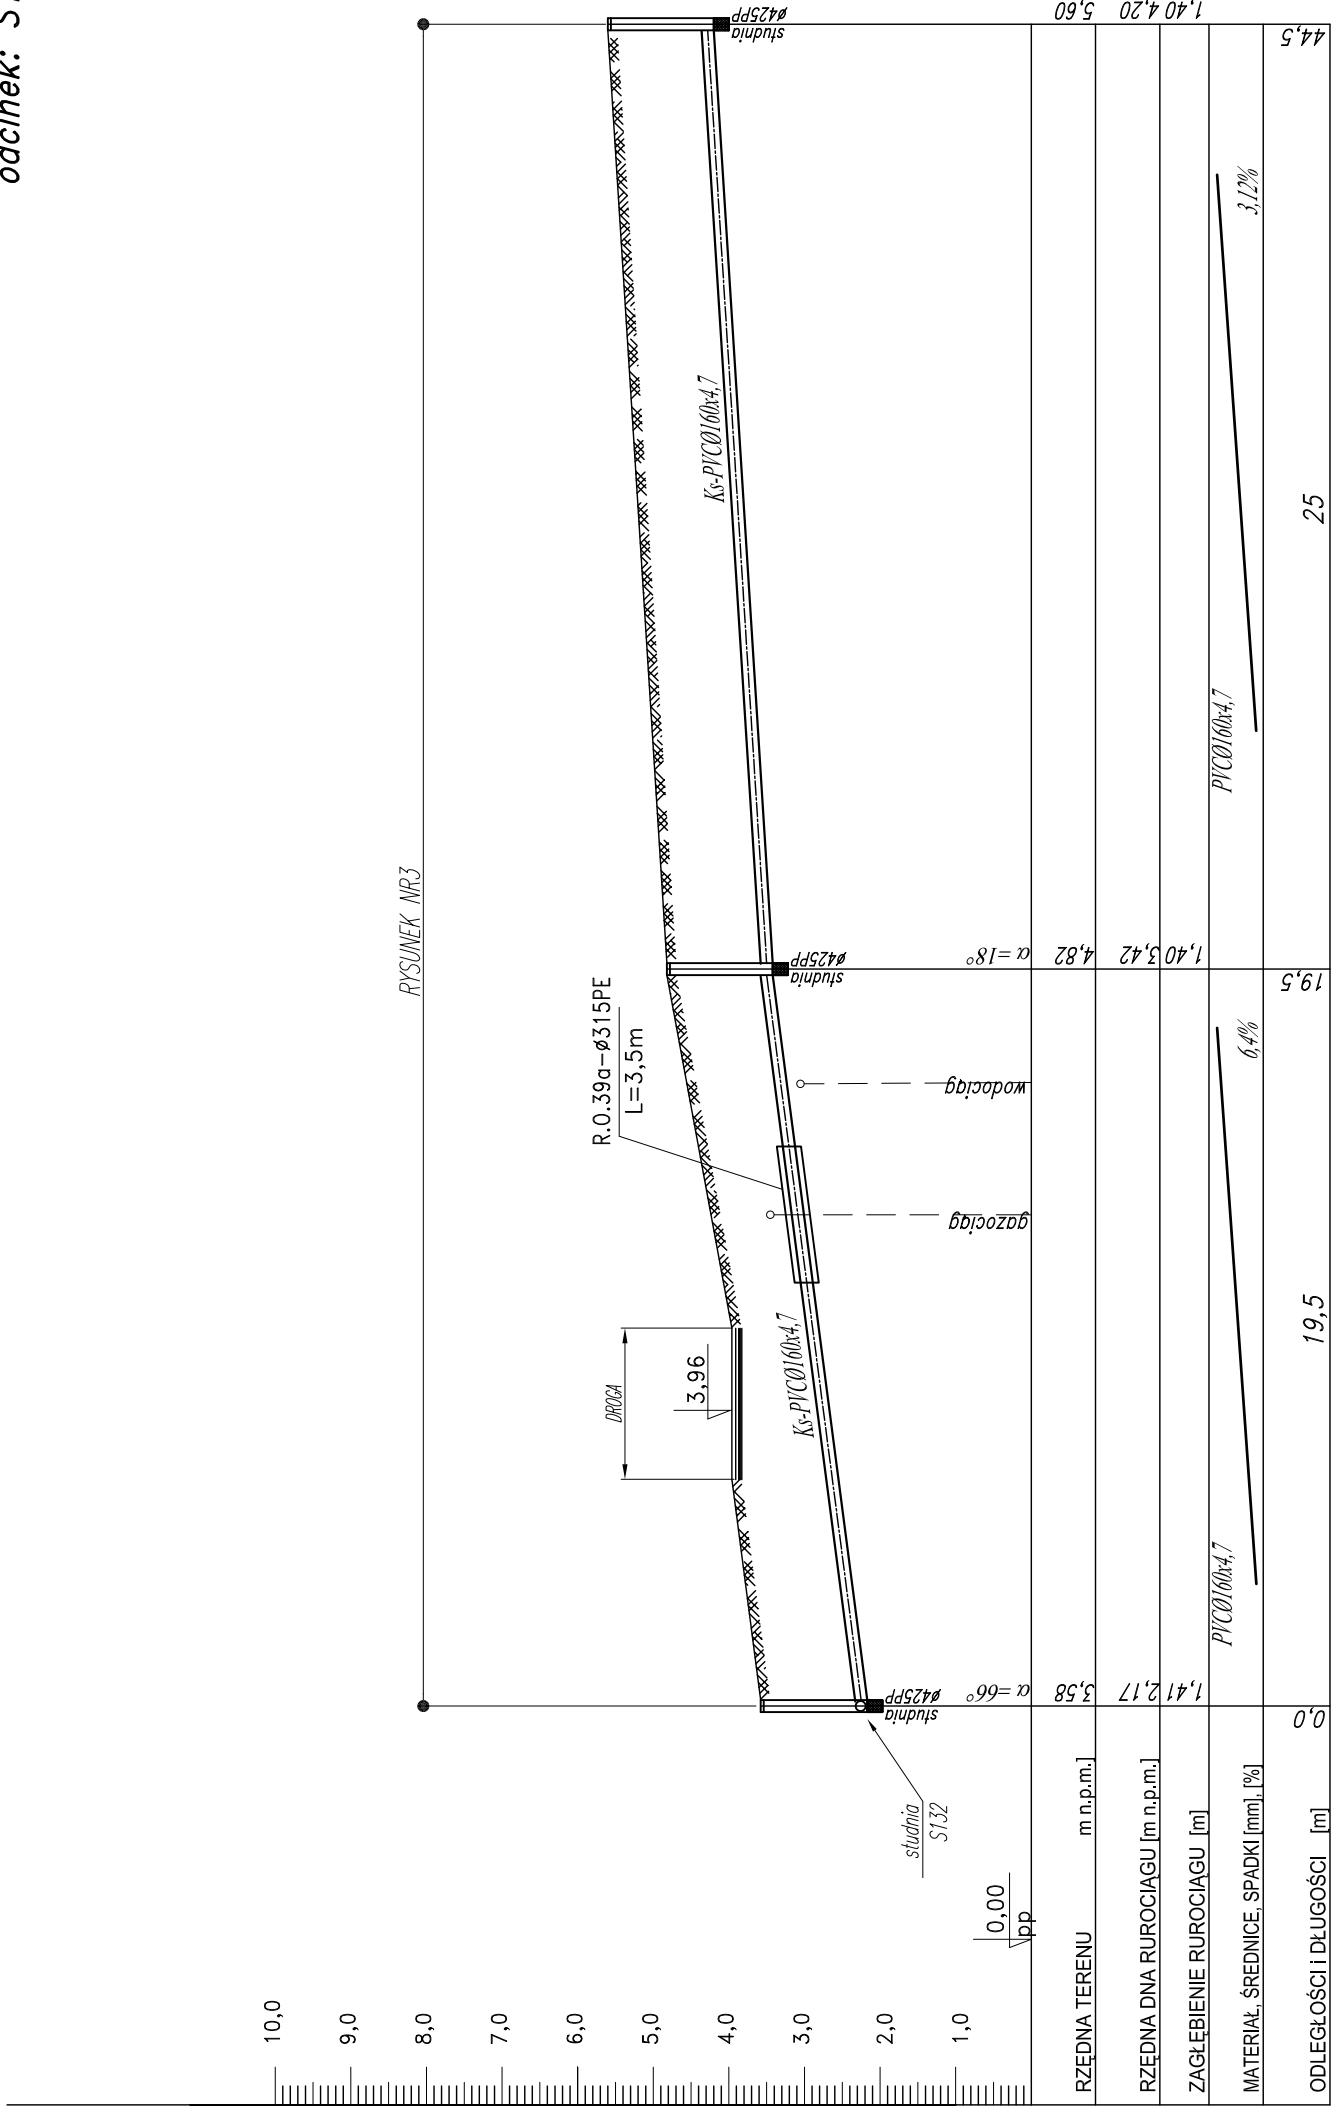 odcinek:
RYSUNEK NR3
10,0
9,0
8,0
7,0
6,0
5,0
4,0
3,0
2,0
1,0
0,00
pp
studnia
S132
DROGA
3,96
R.O.39a-ø315PE
L=3,5m
Ks-PVCØ160x4,7
Ks-PVCØ160x4,7
gazociąg
wodociąg
studnia
ø425PP
studnia
ø425PP
studnia
ø425PP
α=66°
α=18°
RZĘDNA TERENU m n.p.m.]
3,58
4,82
5,60
RZĘDNA DNA RUROCIĄGU [m n.p.m.]
2,17
3,42
4,20
ZAGŁĘBIENIE RUROCIĄGU [m]
1,41
1,40
1,40
MATERIAŁ, ŚREDNICE, SPADKI [mm], [%]
PVCØ160x4,7
6,4%
PVCØ160x4,7
3,12%
ODLEGŁOŚCI i DŁUGOŚCI [m]
0,0
19,5
19,5
25
44,5